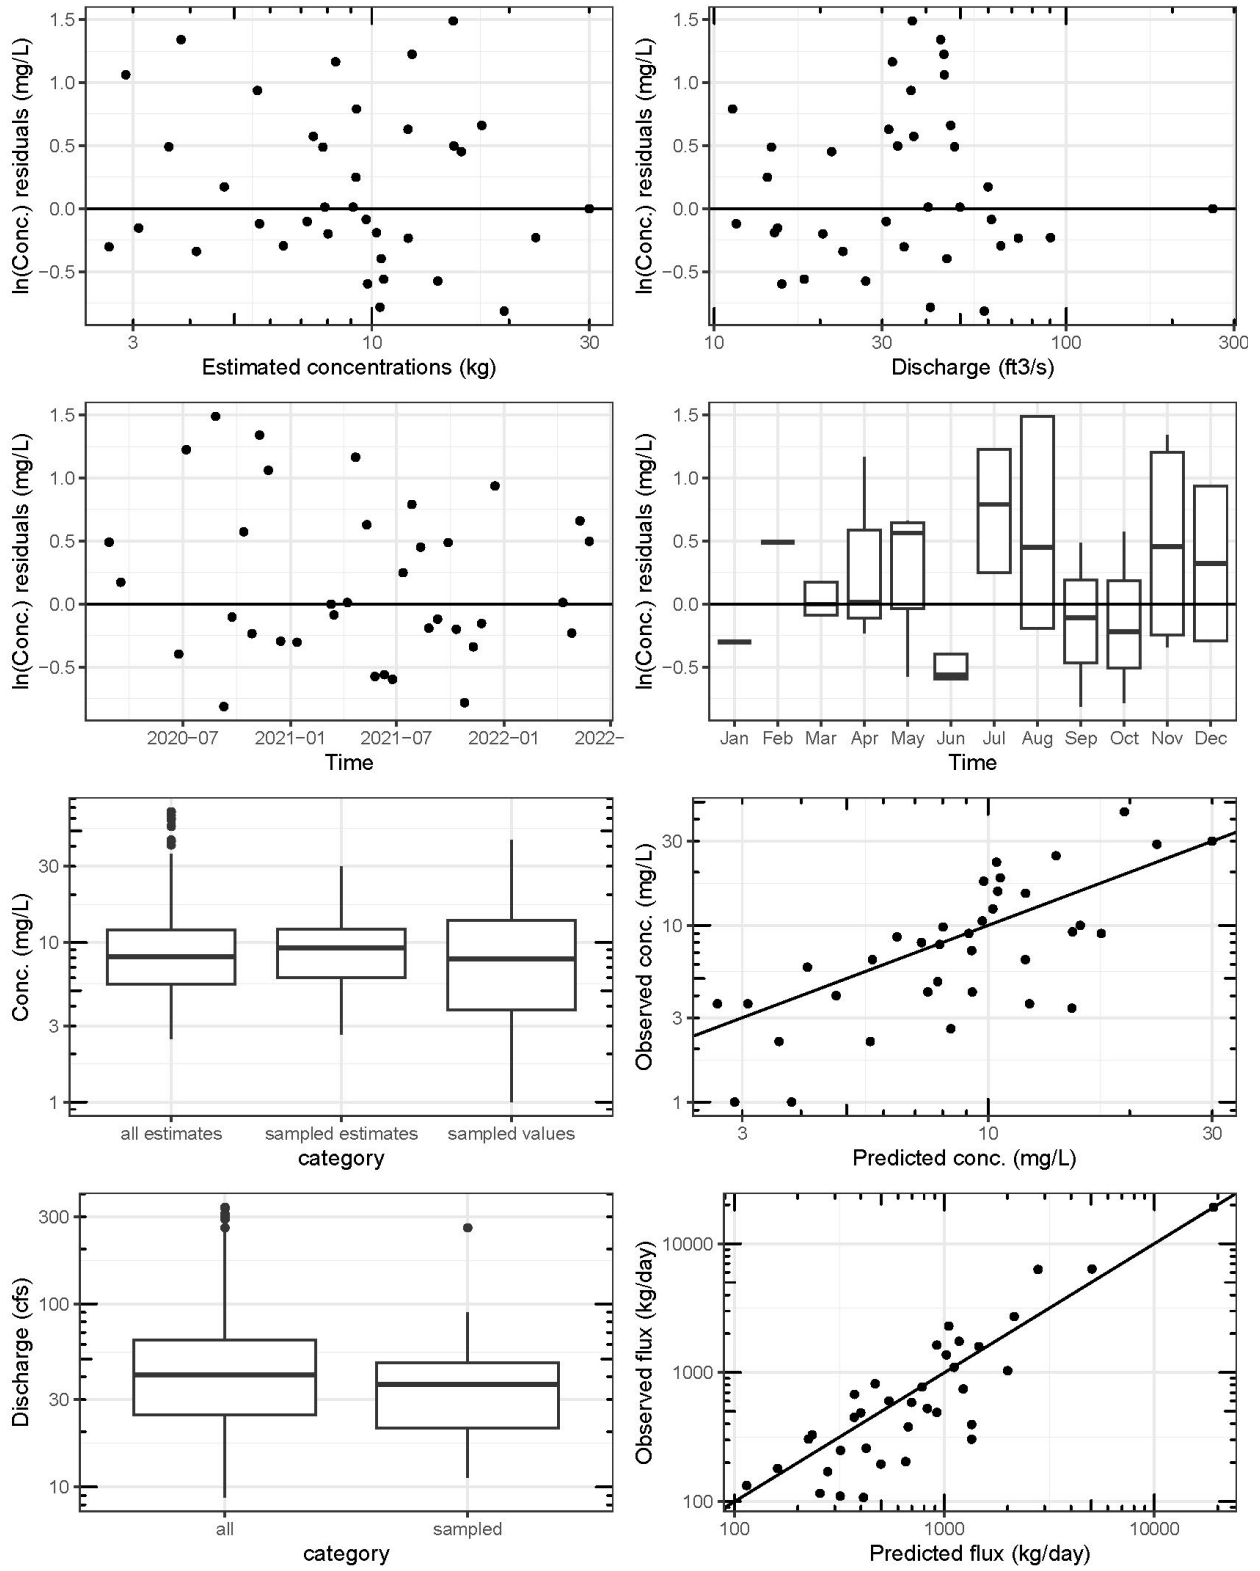 ln(Conc.) residuals (mg/L)
1.5
1.0
0.5
0.0
−0.5
3
10
30
Estimated concentrations (kg)
ln(Conc.) residuals (mg/L)
1.5
1.0
0.5
0.0
−0.5
10
30
100
300
Discharge (ft3/s)
ln(Conc.) residuals (mg/L)
1.5
1.0
0.5
0.0
−0.5
2020−07
2021−01
2021−07
2022−01
2022−
Time
ln(Conc.) residuals (mg/L)
1.5
1.0
0.5
0.0
−0.5
Jan Feb Mar Apr May Jun Jul Aug Sep Oct Nov Dec
Time
Conc. (mg/L)
30
10
3
1
all estimates
sampled estimates
sampled values
category
Observed conc. (mg/L)
30
10
3
1
3
10
30
Predicted conc. (mg/L)
Discharge (cfs)
300
100
30
10
all
sampled
category
Observed flux (kg/day)
10000
1000
100
100
1000
10000
Predicted flux (kg/day)